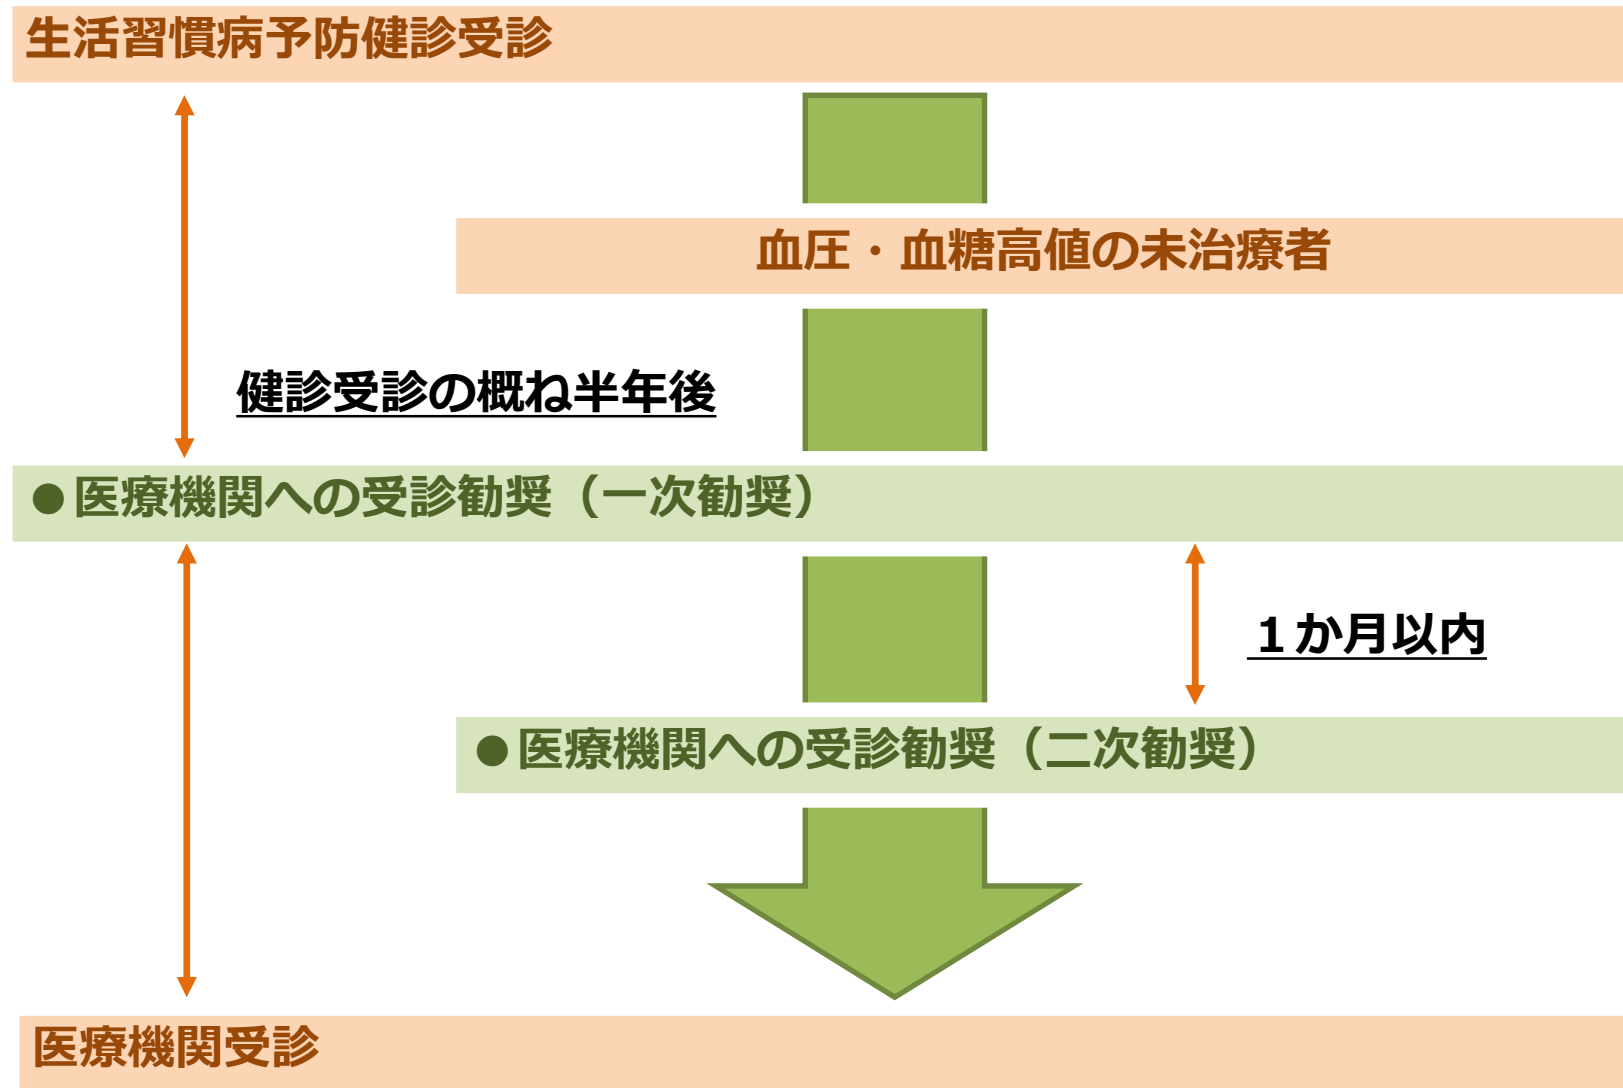 生活習慣病予防健診受診
血圧・血糖高値の未治療者
健診受診の概ね半年後
●医療機関への受診勧奨（一次勧奨）
１か月以内
●医療機関への受診勧奨（二次勧奨）
医療機関受診